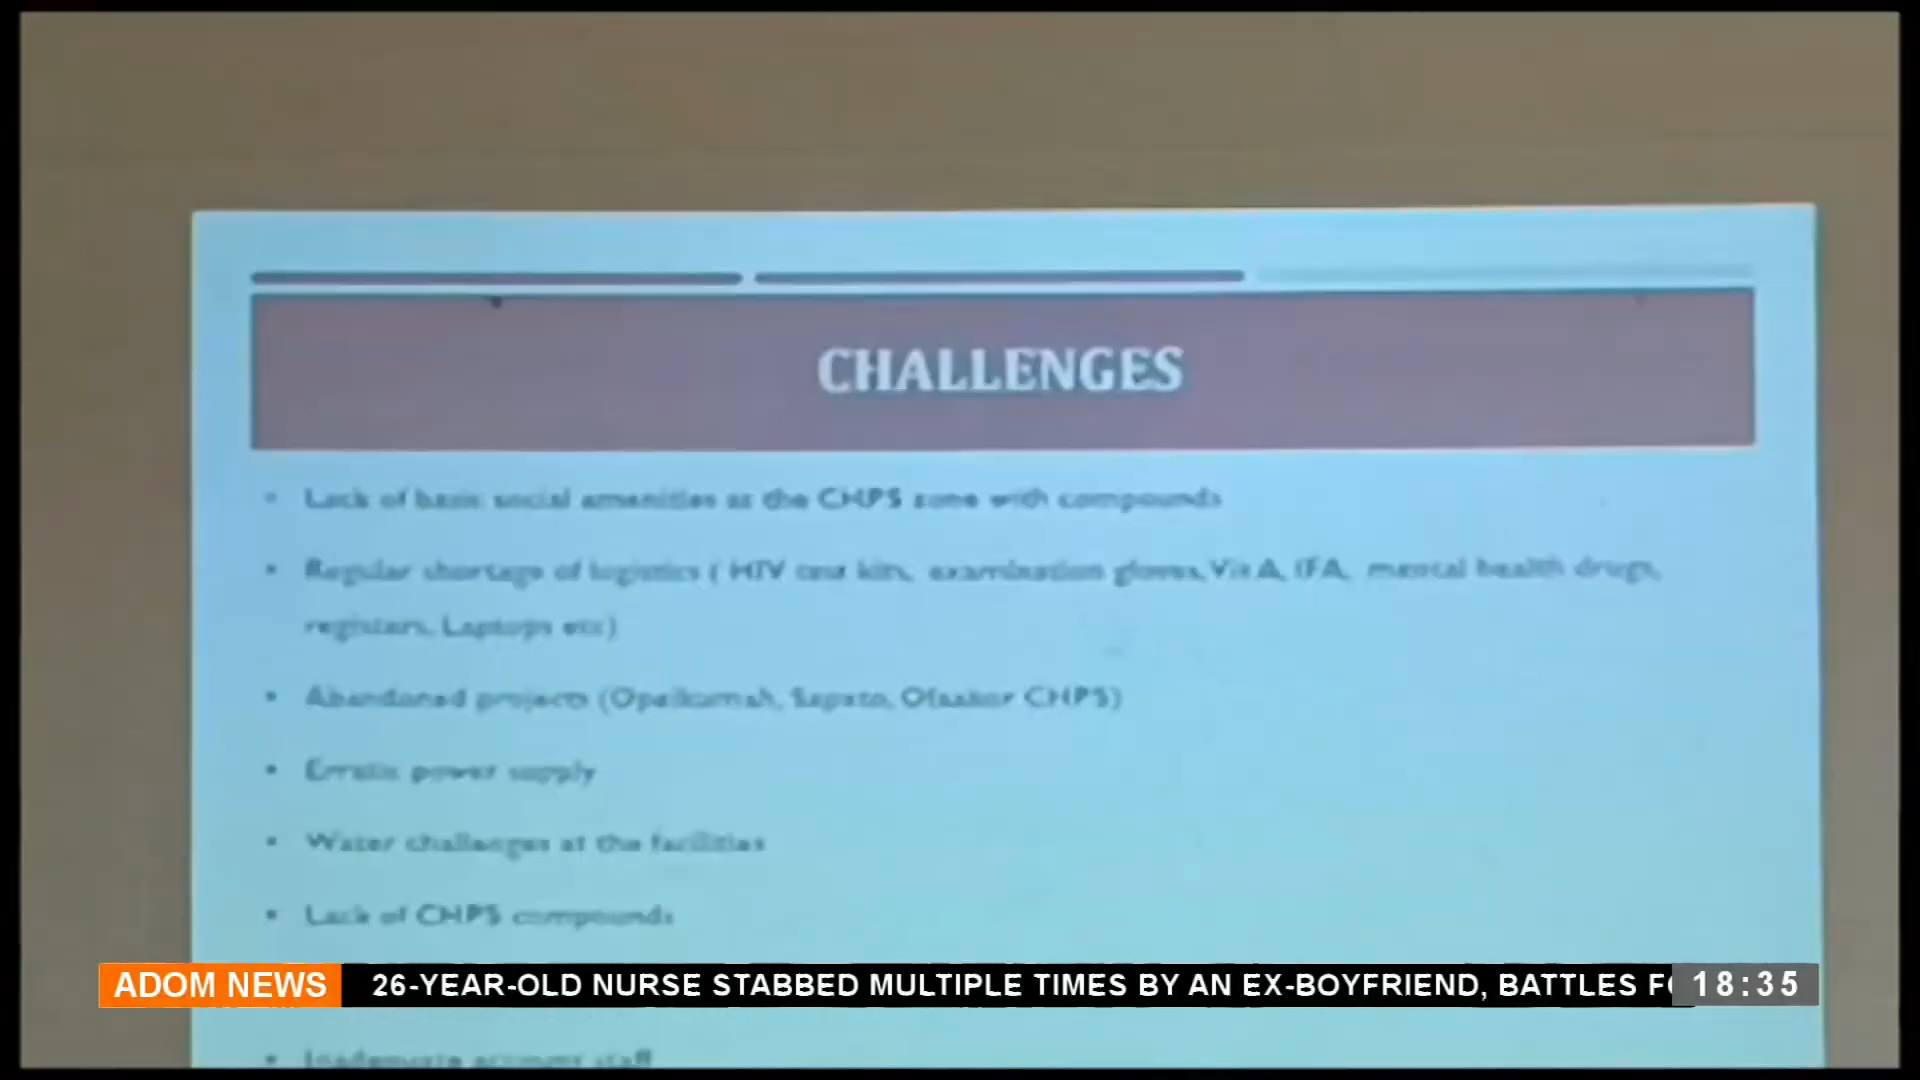 CHALLENGES
Lack of basic social amenities at the CHPS zone with compounds
Regular shortage of logistics ( HIV test kits, examination gloves, Vit A, IFA, mental health drugs,
registers, Laptops etc)
Abandoned projects (Opeikumah, CHPS)
Erratic power supply
Water challenges at the facilities
Lack of CHPS compounds
ADOM NEWS 26-YEAR-OLD NURSE STABBED MULTIPLE TIMES BY AN EX-BOYFRIEND, BATTLES 18:35
Inadequate staff